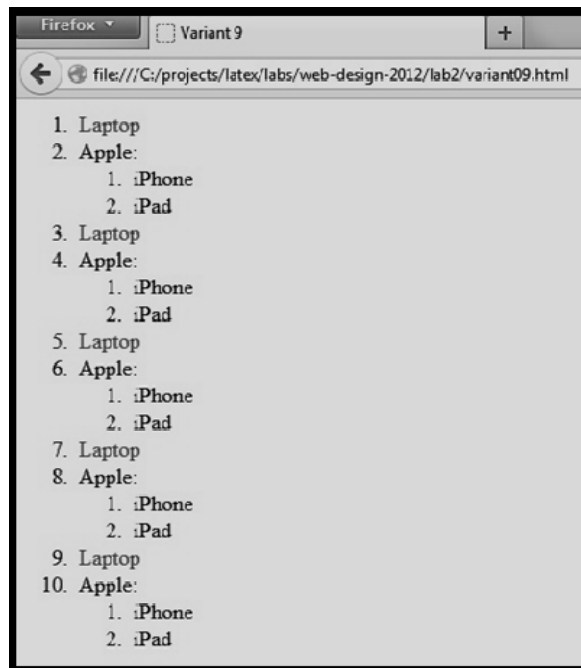 Firefox
Variant 9
+
file:///C:/projects/latex/labs/web-design-2012/lab2/variant09.html
1. Laptop
2. Apple:
1. iPhone
2. iPad
3. Laptop
4. Apple:
1. iPhone
2. iPad
5. Laptop
6. Apple:
1. iPhone
2. iPad
7. Laptop
8. Apple:
1. iPhone
2. iPad
9. Laptop
10. Apple:
1. iPhone
2. iPad